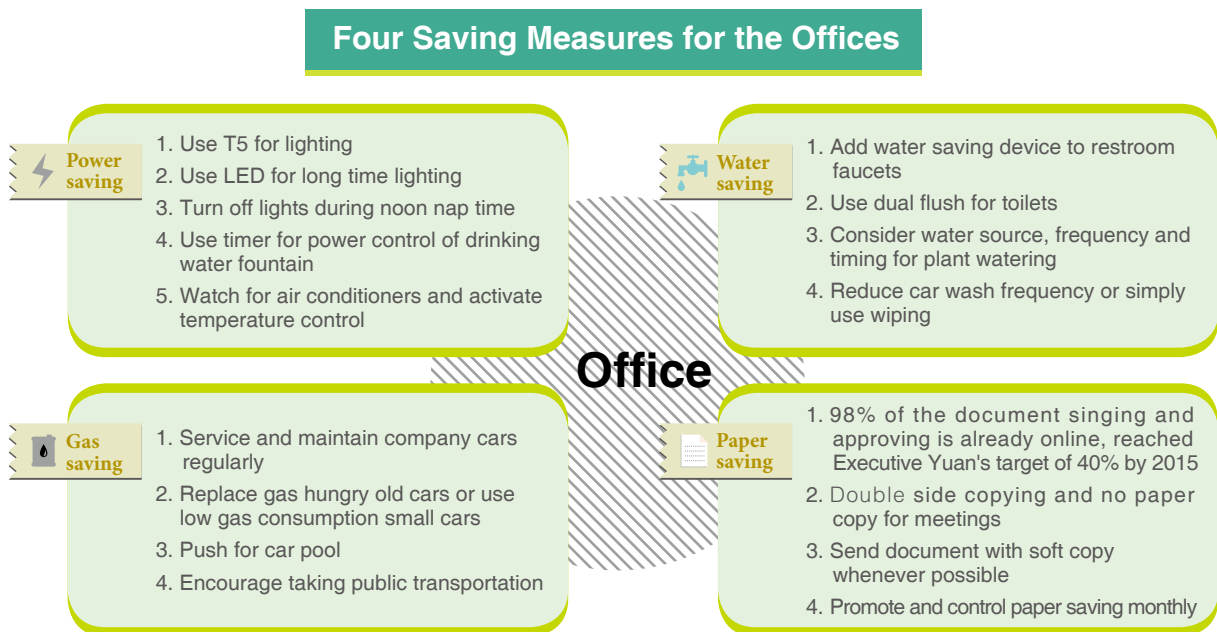 Four Saving Measures for the Offices
Power
saving
1. Use T5 for lighting
2. Use LED for long time lighting
3. Turn off lights during noon nap time
4. Use timer for power control of drinking
water fountain
5. Watch for air conditioners and activate
temperature control
Water
saving
1. Add water saving device to restroom
faucets
2. Use dual flush for toilets
3. Consider water source, frequency and
timing for plant watering
4. Reduce car wash frequency or simply
use wiping
Office
Gas
saving
1. Service and maintain company cars
regularly
2. Replace gas hungry old cars or use
low gas consumption small cars
3. Push for car pool
4. Encourage taking public transportation
Paper
saving
1. 98% of the document singing and
approving is already online, reached
Executive Yuan's target of 40% by 2015
2. Double side copying and no paper
copy for meetings
3. Send document with soft copy
whenever possible
4. Promote and control paper saving monthly